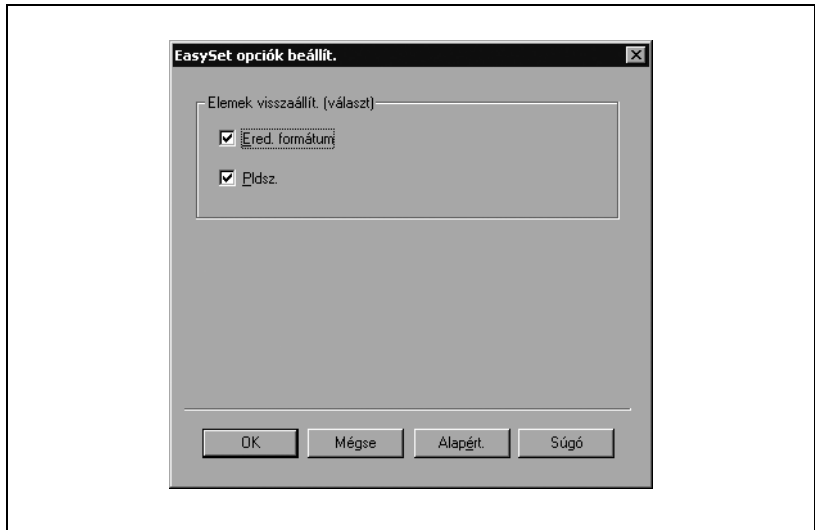 EasySet opciók beállít.
Elemek visszaállít. (választ)
Ered. formátum
Pldsz.
OK Mégse Alapért. Súgó